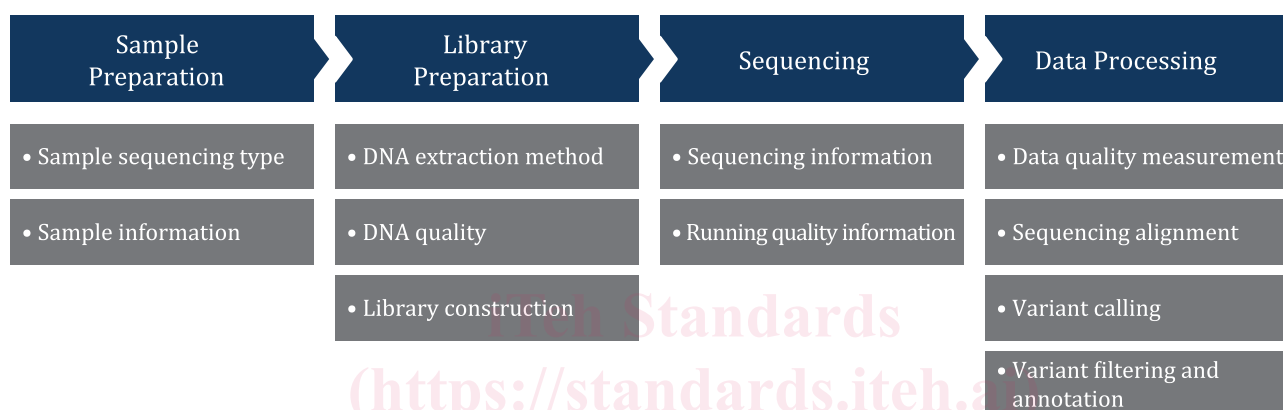 Sample
Preparation
Library
Preparation
Sequencing
Data Processing
• Sample sequencing type
• Sample information
• DNA extraction method
• DNA quality
• Library construction
• Sequencing information
• Running quality information
• Data quality measurement
• Sequencing alignment
• Variant calling
• Variant filtering and
annotation
iTeh Standards
(https://standards.iteh.ai)